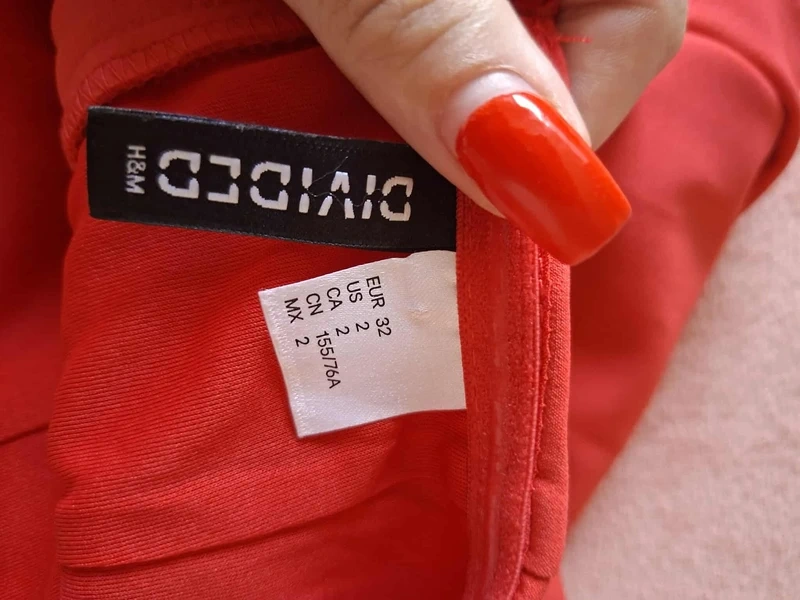 DIVIDED
H&M
EUR 32
US 2
CA 2
CN 155/76A
MX 2